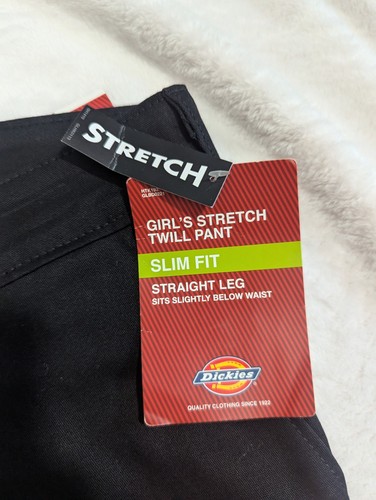 STRETCH
GIRL'S STRETCH
TWILL PANT
SLIM FIT
STRAIGHT LEG
SITS SLIGHTLY BELOW WAIST
Dickies
QUALITY CLOTHING SINCE 1922